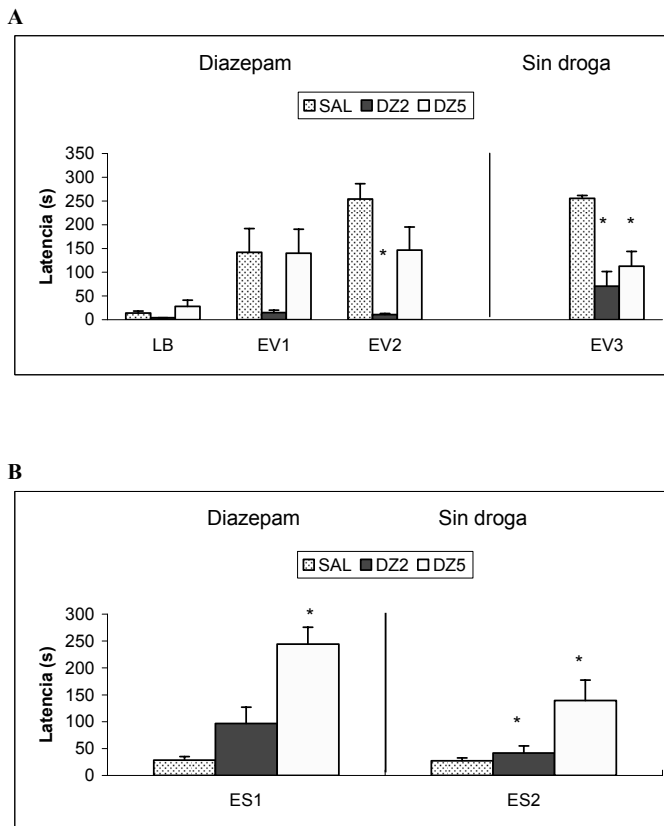 A
Diazepam Sin droga
SAL DZ2 DZ5
350
300
250
200
150
100
50
0
Latencia (s)
* * *
LB EV1 EV2 EV3
B
Diazepam Sin droga
SAL DZ2 DZ5
300
250
200
150
100
50
0
Latencia (s)
*
*
*
ES1 ES2